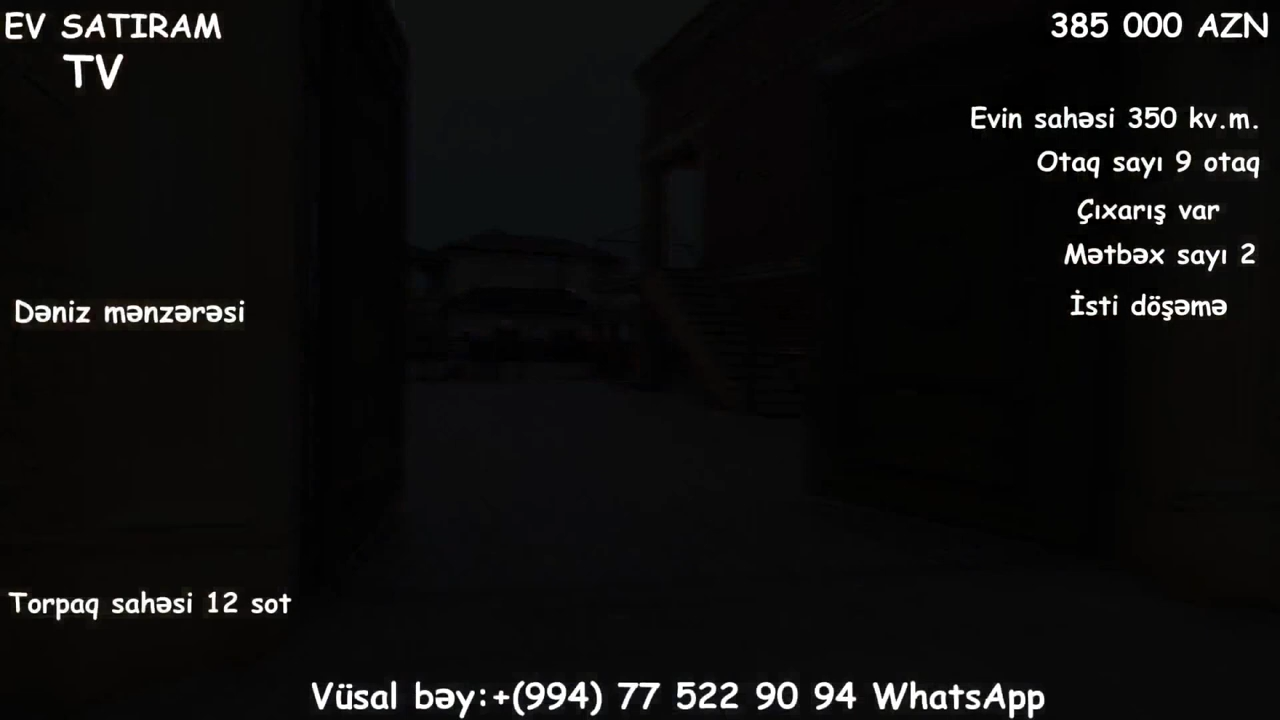 EV SATIRAM
TV
385 000 AZN
Evin sahəsi 350 kv.m.
Otaq sayı 9 otaq
Çıxarış var
Mətbəx sayı 2
İsti döşəmə
Dəniz mənzərəsi
Torpaq sahəsi 12 sot
Vüsal bəy:+(994) 77 522 90 94 WhatsApp